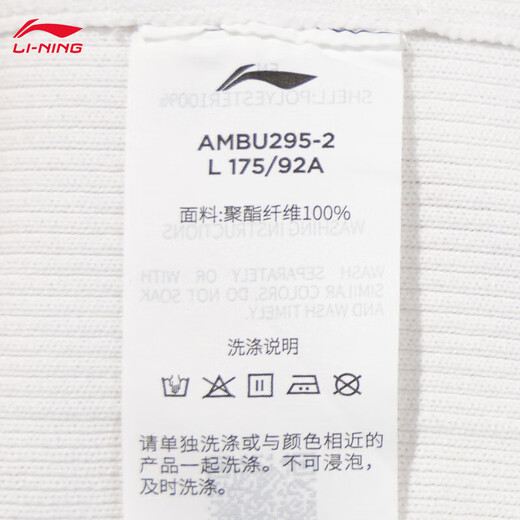 LI-NING
AMBU295-2
L 175/92A
面料:聚酯纤维100%
洗涤说明
请单独洗涤或与颜色相近的
产品一起洗涤。不可浸泡,
及时洗涤。
EN
SHELL:POLYESTER100%
WASHING INSTRUCTIONS
WASH SEPARATELY OR WITH
SIMILAR COLORS, DO NOT SOAK
AND WASH TIMELY.